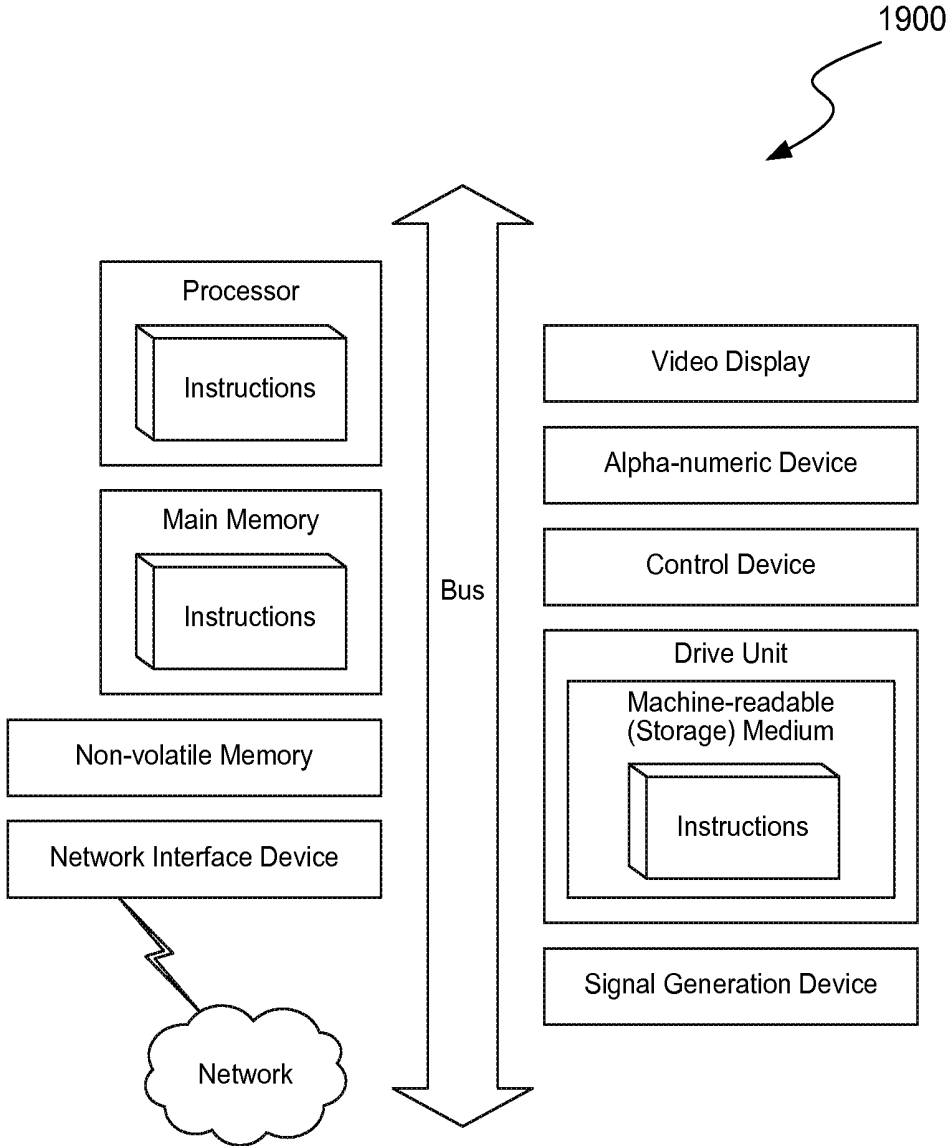 1900
Processor
Instructions
Main Memory
Instructions
Non-volatile Memory
Network Interface Device
Network
Bus
Video Display
Alpha-numeric Device
Control Device
Drive Unit
Machine-readable
(Storage) Medium
Instructions
Signal Generation Device